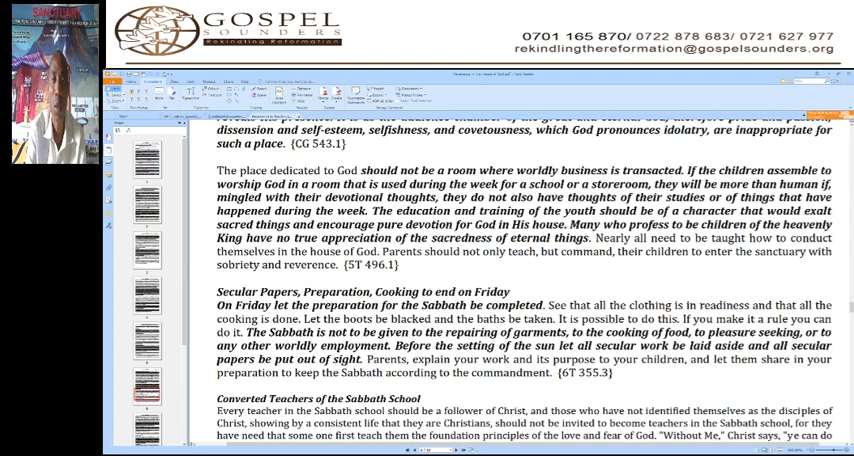 SANCTUARY
GOSPEL
SOUNDERS
Rekindling Reformation
0701 165 870/ 0722 878 683/ 0721 627 977
rekindlingthereformation@gospelsounders.org
dissension and self-esteem, selfishness, and covetousness, which God pronounces idolatry, are inappropriate for
such a place. {CG 543.1}
The place dedicated to God should not be a room where worldly business is transacted. If the children assemble to
worship God in a room that is used during the week for a school or a storeroom, they will be more than human if,
mingled with their devotional thoughts, they do not also have thoughts of their studies or of things that have
happened during the week. The education and training of the youth should be of a character that would exalt
sacred things and encourage pure devotion for God in His house. Many who profess to be children of the heavenly
King have no true appreciation of the sacredness of eternal things. Nearly all need to be taught how to conduct
themselves in the house of God. Parents should not only teach, but command, their children to enter the sanctuary with
sobriety and reverence. {5T 496.1}
Secular Papers, Preparation, Cooking to end on Friday
On Friday let the preparation for the Sabbath be completed. See that all the clothing is in readiness and that all the
cooking is done. Let the boots be blacked and the baths be taken. It is possible to do this. If you make it a rule you can
do it. The Sabbath is not to be given to the repairing of garments, to the cooking of food, to pleasure seeking, or to
any other worldly employment. Before the setting of the sun let all secular work be laid aside and all secular
papers be put out of sight. Parents, explain your work and its purpose to your children, and let them share in your
preparation to keep the Sabbath according to the commandment. {6T 355.3}
Converted Teachers of the Sabbath School
Every teacher in the Sabbath school should be a follower of Christ, and those who have not identified themselves as the disciples of
Christ, showing by a consistent life that they are Christians, should not be invited to become teachers in the Sabbath school, for they
have need that some one first teach them the foundation principles of the love and fear of God. "Without Me," Christ says, "ye can do